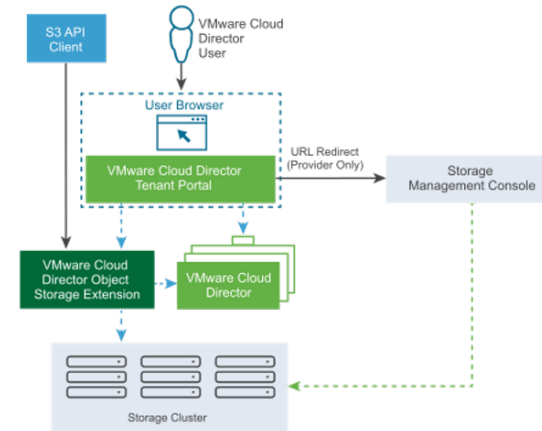 S3 API
Client
VMware Cloud
Director
User
User Browser
VMware Cloud Director
Tenant Portal
URL Redirect
(Provider Only)
Storage
Management Console
VMware Cloud
Director Object
Storage Extension
VMware Cloud
Director
Storage Cluster